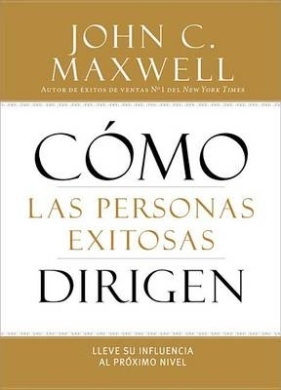 JOHN C.
MAXWELL
AUTOR DE ÉXITOS DE VENTAS Nº1 DEL NEW YORK TIMES
CÓMO
LAS PERSONAS
EXITOSAS
DIRIGEN
LLEVE SU INFLUENCIA
AL PRÓXIMO NIVEL